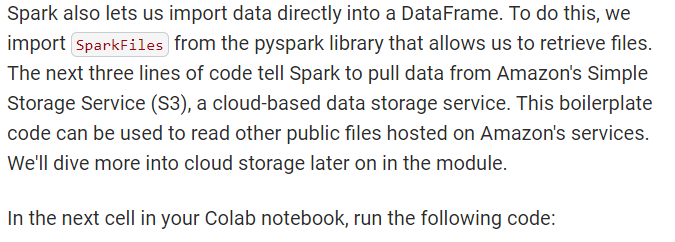 Spark also lets us import data directly into a DataFrame. To do this, we
import SparkFiles from the pyspark library that allows us to retrieve files.
The next three lines of code tell Spark to pull data from Amazon's Simple
Storage Service (S3), a cloud-based data storage service. This boilerplate
code can be used to read other public files hosted on Amazon's services.
We'll dive more into cloud storage later on in the module.
In the next cell in your Colab notebook, run the following code: